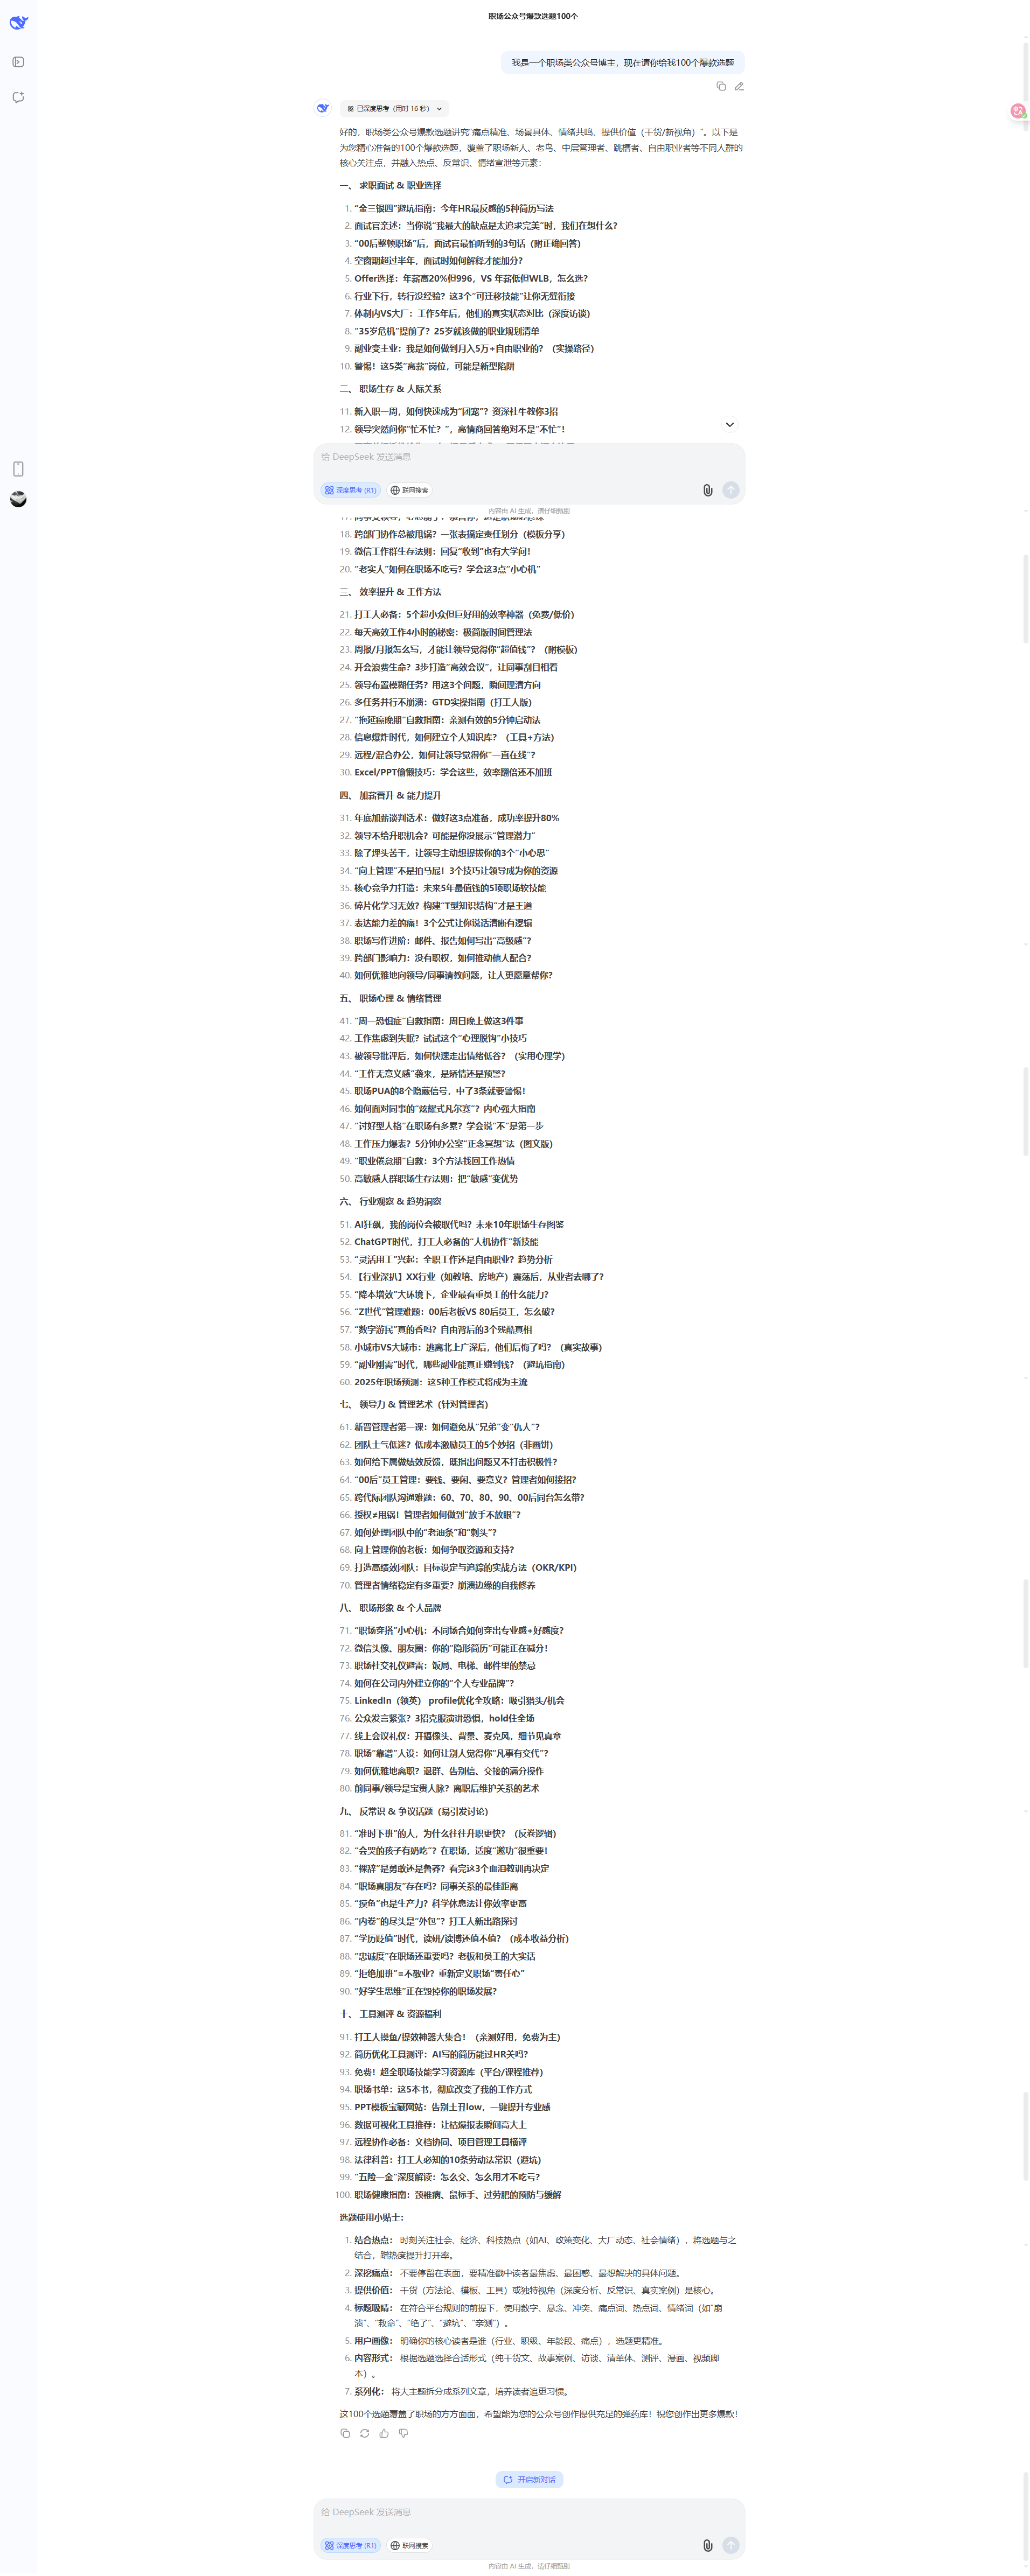 职场公众号爆款选题100个
我是一个职场类公众号博主，现在请你给我100个爆款选题
已深度思考（用时 16 秒）
好的，职场类公众号爆款选题讲究“痛点精准、场景具体、情绪共鸣、提供价值（干货/新视角）”。以下是
为您精心准备的100个爆款选题，覆盖了职场新人、老鸟、中层管理者、跳槽者、自由职业者等不同人群的
核心关注点，并融入热点、反常识、情绪宣泄等元素：
一、 求职面试 & 职业选择
1. “金三银四”避坑指南：今年HR最反感的5种简历写法
2. 面试官亲述：当你说“我最大的缺点是太追求完美”时，我们在想什么？
3. “00后整顿职场”后，面试官最怕听到的3句话（附正确回答）
4. 空窗期超过半年，面试时如何解释才能加分？
5. Offer选择：年薪高20%但996，VS 年薪低但WLB，怎么选？
6. 行业下行，转行没经验？这3个“可迁移技能”让你无缝衔接
7. 体制内VS大厂：工作5年后，他们的真实状态对比（深度访谈）
8. “35岁危机”提前了？25岁就该做的职业规划清单
9. 副业变主业：我是如何做到月入5万+自由职业的？（实操路径）
10. 警惕！这5类“高薪”岗位，可能是新型陷阱
二、 职场生存 & 人际关系
11. 新入职一周，如何快速成为“团宠”？资深社牛教你3招
12. 领导突然问你“忙不忙？”，高情商回答绝对不是“不忙”！
给 DeepSeek 发送消息
深度思考 (R1) 联网搜索
内容由 AI 生成，请仔细甄别
18. 跨部门协作总被甩锅？一张表搞定责任划分（模板分享）
19. 微信工作群生存法则：回复“收到”也有大学问！
20. “老实人”如何在职场不吃亏？学会这3点“小心机”
三、 效率提升 & 工作方法
21. 打工人必备：5个超小众但巨好用的效率神器（免费/低价）
22. 每天高效工作4小时的秘密：极简版时间管理法
23. 周报/月报怎么写，才能让领导觉得你“超值钱”？（附模板）
24. 开会浪费生命？3步打造“高效会议”，让同事刮目相看
25. 领导布置模糊任务？用这3个问题，瞬间理清方向
26. 多任务并行不崩溃：GTD实操指南（打工人版）
27. “拖延癌晚期”自救指南：亲测有效的5分钟启动法
28. 信息爆炸时代，如何建立个人知识库？（工具+方法）
29. 远程/混合办公，如何让领导觉得你“一直在线”？
30. Excel/PPT偷懒技巧：学会这些，效率翻倍还不加班
四、 加薪晋升 & 能力提升
31. 年底加薪谈判话术：做好这3点准备，成功率提升80%
32. 领导不给升职机会？可能是你没展示“管理潜力”
33. 除了埋头苦干，让领导主动想提拔你的3个“小心思”
34. “向上管理”不是拍马屁！3个技巧让领导成为你的资源
35. 核心竞争力打造：未来5年最值钱的5项职场软技能
36. 碎片化学习无效？构建“T型知识结构”才是王道
37. 表达能力差的痛！3个公式让你说话清晰有逻辑
38. 职场写作进阶：邮件、报告如何写出“高级感”？
39. 跨部门影响力：没有职权，如何推动他人配合？
40. 如何优雅地向领导/同事请教问题，让人更愿意帮你？
五、 职场心理 & 情绪管理
41. “周一恐惧症”自救指南：周日晚上做这3件事
42. 工作焦虑到失眠？试试这个“心理脱钩”小技巧
43. 被领导批评后，如何快速走出情绪低谷？（实用心理学）
44. “工作无意义感”袭来，是矫情还是预警？
45. 职场PUA的8个隐蔽信号，中了3条就要警惕！
46. 如何面对同事的“炫耀式凡尔赛”？内心强大指南
47. “讨好型人格”在职场有多累？学会说“不”是第一步
48. 工作压力爆表？5分钟办公室“正念冥想”法（图文版）
49. “职业倦怠期”自救：3个方法找回工作热情
50. 高敏感人群职场生存法则：把“敏感”变优势
六、 行业观察 & 趋势洞察
51. AI狂飙，我的岗位会被取代吗？未来10年职场生存图鉴
52. ChatGPT时代，打工人必备的“人机协作”新技能
53. “灵活用工”兴起：全职工作还是自由职业？趋势分析
54. 【行业深扒】XX行业（如教培、房地产）震荡后，从业者去哪了？
55. “降本增效”大环境下，企业最看重员工的什么能力？
56. “Z世代”管理难题：00后老板VS 80后员工，怎么破？
57. “数字游民”真的香吗？自由背后的3个残酷真相
58. 小城市VS大城市：逃离北上广深后，他们后悔了吗？（真实故事）
59. “副业刚需”时代，哪些副业能真正赚到钱？（避坑指南）
60. 2025年职场预测：这5种工作模式将成为主流
七、 领导力 & 管理艺术（针对管理者）
61. 新晋管理者第一课：如何避免从“兄弟”变“仇人”？
62. 团队士气低迷？低成本激励员工的5个妙招（非画饼）
63. 如何给下属做绩效反馈，既指出问题又不打击积极性？
64. “00后”员工管理：要钱、要闲、要意义？管理者如何接招？
65. 跨代际团队沟通难题：60、70、80、90、00后同台怎么带？
66. 授权≠甩锅！管理者如何做到“放手不放眼”？
67. 如何处理团队中的“老油条”和“刺头”？
68. 向上管理你的老板：如何争取资源和支持？
69. 打造高绩效团队：目标设定与追踪的实战方法（OKR/KPI）
70. 管理者情绪稳定有多重要？崩溃边缘的自我修养
八、 职场形象 & 个人品牌
71. “职场穿搭”小心机：不同场合如何穿出专业感+好感度？
72. 微信头像、朋友圈：你的“隐形简历”可能正在减分！
73. 职场社交礼仪避雷：饭局、电梯、邮件里的禁忌
74. 如何在公司内外建立你的“个人专业品牌”？
75. LinkedIn（领英） profile优化全攻略：吸引猎头/机会
76. 公众发言紧张？3招克服演讲恐惧，hold住全场
77. 线上会议礼仪：开摄像头、背景、麦克风，细节见真章
78. 职场“靠谱”人设：如何让别人觉得你“凡事有交代”？
79. 如何优雅地离职？退群、告别信、交接的满分操作
80. 前同事/领导是宝贵人脉？离职后维护关系的艺术
九、 反常识 & 争议话题（易引发讨论）
81. “准时下班”的人，为什么往往升职更快？（反卷逻辑）
82. “会哭的孩子有奶吃”？在职场，适度“邀功”很重要！
83. “裸辞”是勇敢还是鲁莽？看完这3个血泪教训再决定
84. “职场真朋友”存在吗？同事关系的最佳距离
85. “摸鱼”也是生产力？科学休息法让你效率更高
86. “内卷”的尽头是“外包”？打工人新出路探讨
87. “学历贬值”时代，读研/读博还值不值？（成本收益分析）
88. “忠诚度”在职场还重要吗？老板和员工的大实话
89. “拒绝加班”=不敬业？重新定义职场“责任心”
90. “好学生思维”正在毁掉你的职场发展？
十、 工具测评 & 资源福利
91. 打工人摸鱼/提效神器大集合！（亲测好用，免费为主）
92. 简历优化工具测评：AI写的简历能过HR关吗？
93. 免费！超全职场技能学习资源库（平台/课程推荐）
94. 职场书单：这5本书，彻底改变了我的工作方式
95. PPT模板宝藏网站：告别土丑low，一键提升专业感
96. 数据可视化工具推荐：让枯燥报表瞬间高大上
97. 远程协作必备：文档协同、项目管理工具横评
98. 法律科普：打工人必知的10条劳动法常识（避坑）
99. “五险一金”深度解读：怎么交、怎么用才不吃亏？
100. 职场健康指南：颈椎病、鼠标手、过劳肥的预防与缓解
选题使用小贴士：
1. 结合热点： 时刻关注社会、经济、科技热点（如AI、政策变化、大厂动态、社会情绪），将选题与之
结合，蹭热度提升打开率。
2. 深挖痛点： 不要停留在表面，要精准戳中读者最焦虑、最困惑、最想解决的具体问题。
3. 提供价值： 干货（方法论、模板、工具）或独特视角（深度分析、反常识、真实案例）是核心。
4. 标题吸睛： 在符合平台规则的前提下，使用数字、悬念、冲突、痛点词、热点词、情绪词（如“崩
溃”、“救命”、“绝了”、“避坑”、“亲测”）。
5. 用户画像： 明确你的核心读者是谁（行业、职级、年龄段、痛点），选题更精准。
6. 内容形式： 根据选题选择合适形式（纯干货文、故事案例、访谈、清单体、测评、漫画、视频脚
本）。
7. 系列化： 将大主题拆分成系列文章，培养读者追更习惯。
这100个选题覆盖了职场的方方面面，希望能为您的公众号创作提供充足的弹药库！祝您创作出更多爆款！
开启新对话
给 DeepSeek 发送消息
深度思考 (R1) 联网搜索
内容由 AI 生成，请仔细甄别